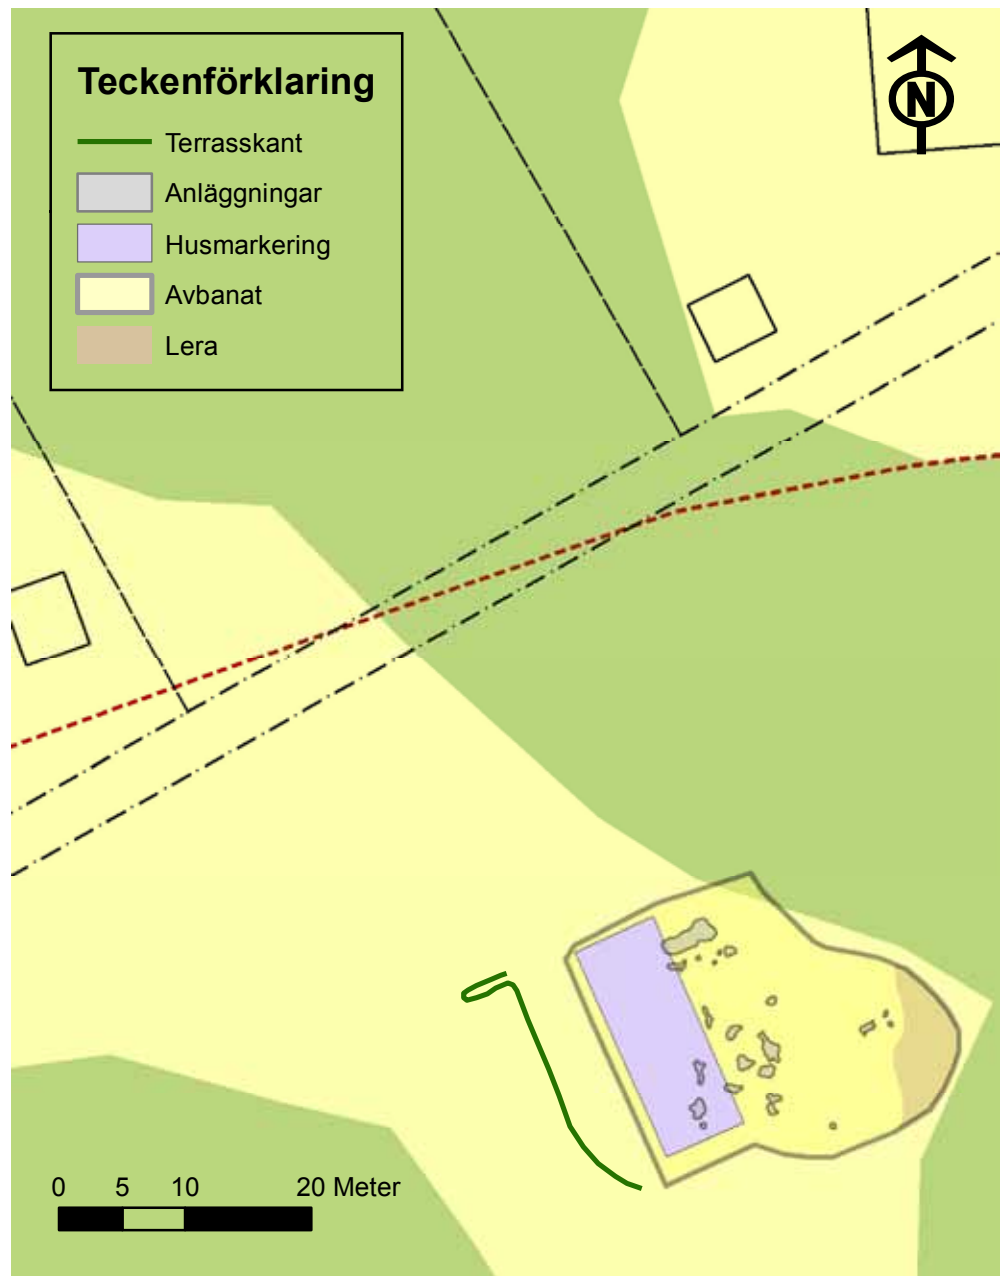 Teckenförklaring
Terrasskant
Anläggningar
Husmarkering
Avbanat
Lera
N
0 5 10 20 Meter